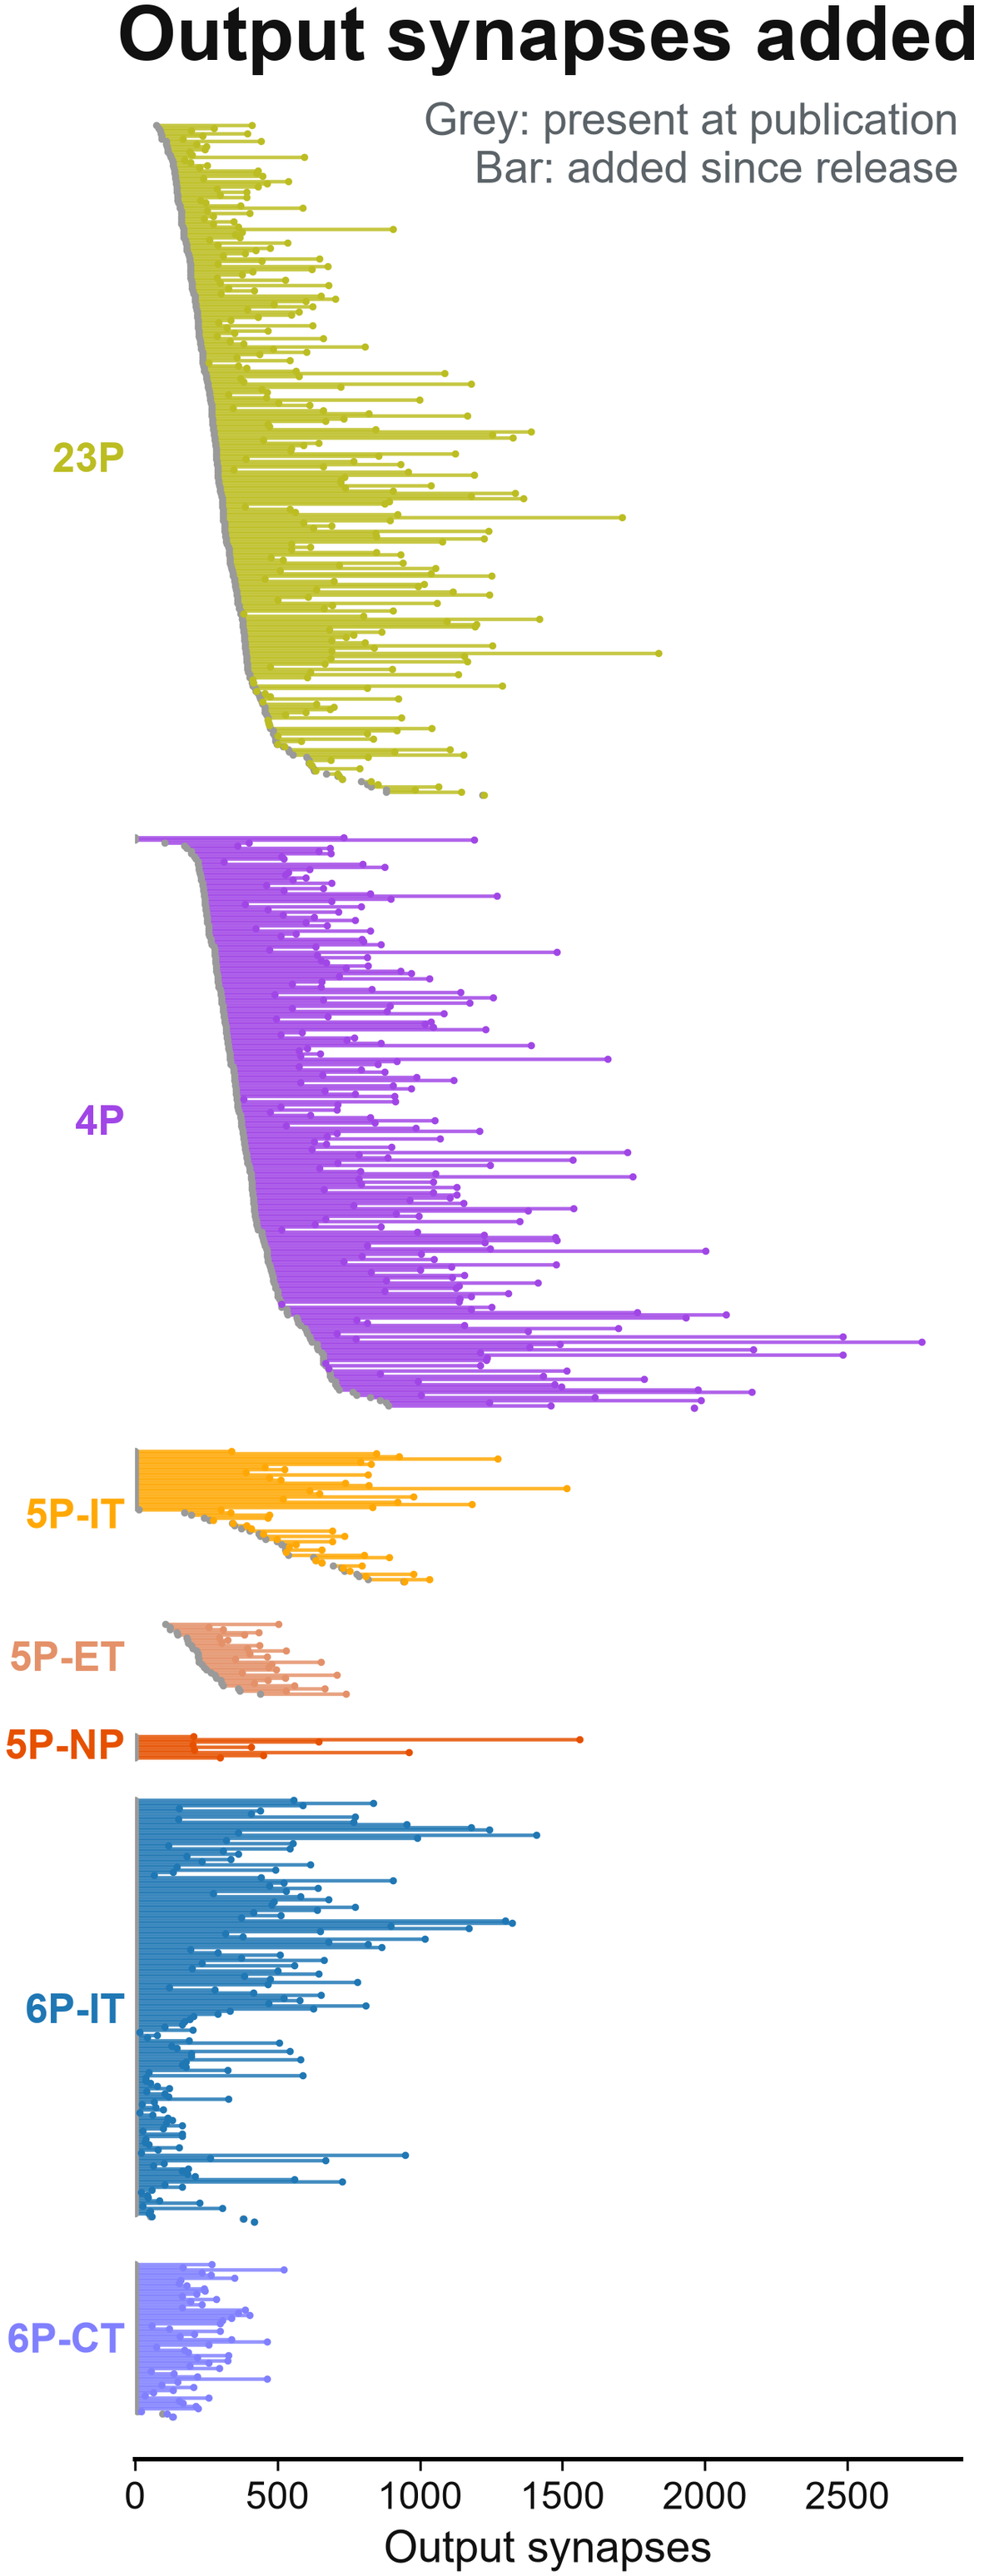 Output synapses added
Grey: present at publication
Bar: added since release
23P
4P
5P-IT
5P-ET
5P-NP
6P-IT
6P-CT
0 500 1000 1500 2000 2500
Output synapses